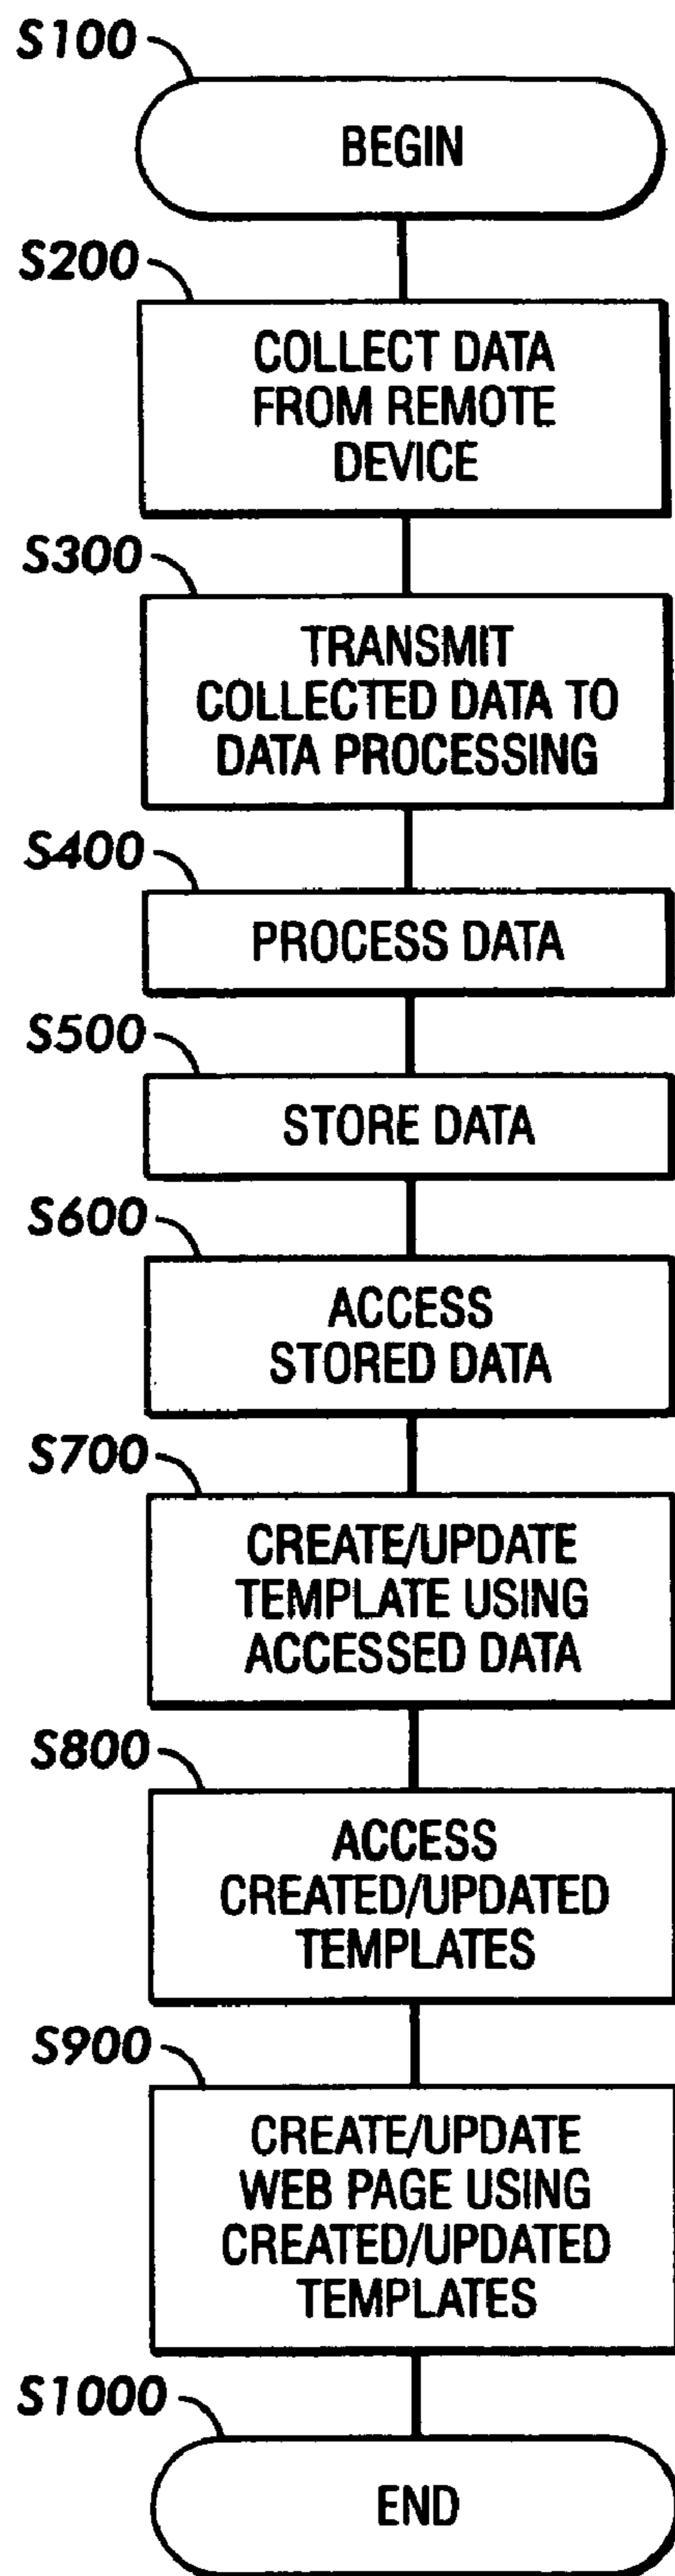 S100
BEGIN
S200
COLLECT DATA
FROM REMOTE
DEVICE
S300
TRANSMIT
COLLECTED DATA TO
DATA PROCESSING
S400
PROCESS DATA
S500
STORE DATA
S600
ACCESS
STORED DATA
S700
CREATE/UPDATE
TEMPLATE USING
ACCESSED DATA
S800
ACCESS
CREATED/UPDATED
TEMPLATES
S900
CREATE/UPDATE
WEB PAGE USING
CREATED/UPDATED
TEMPLATES
S1000
END